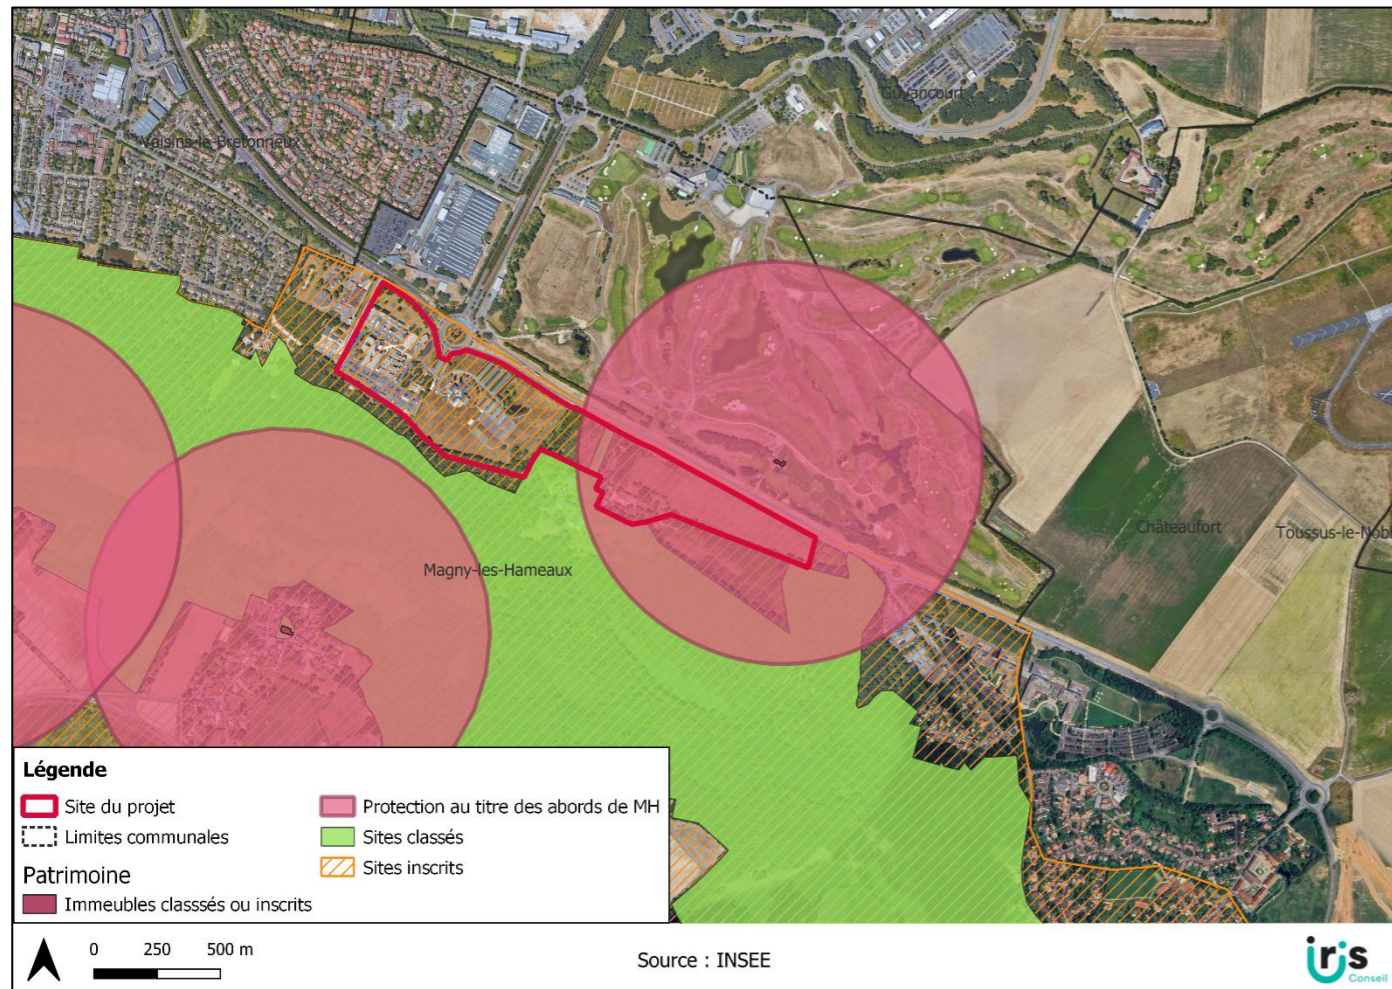 Guyancourt
Voisins-le-Bretonneux
Châteaufort
Toussus-le-Nobl
Magny-les-Hameaux
Légende
Site du projet
Limites communales
Patrimoine
Immeubles classsés ou inscrits
Protection au titre des abords de MH
Sites classés
Sites inscrits
0 250 500 m
Source : INSEE
iris
Conseil